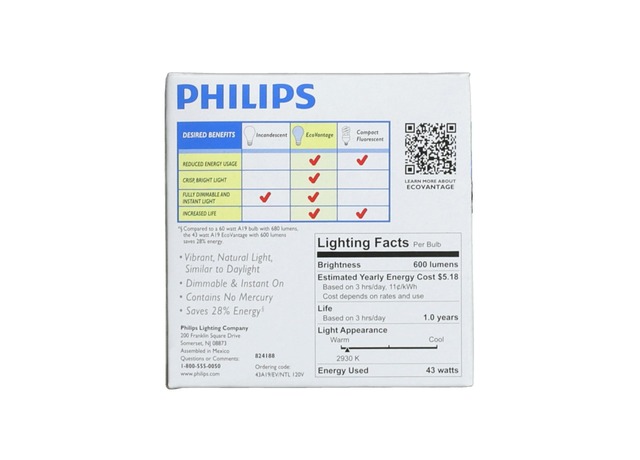 PHILIPS
DESIRED BENEFITS
Incandescent
EcoVantage
Compact
Fluorescent
REDUCED ENERGY USAGE
CRISP, BRIGHT LIGHT
FULLY DIMMABLE AND
INSTANT LIGHT
INCREASED LIFE
LEARN MORE ABOUT
ECOVANTAGE
*§ Compared to a 60 watt A19 bulb with 680 lumens,
the 43 watt A19 EcoVantage with 600 lumens
saves 28% energy.
• Vibrant, Natural Light,
Similar to Daylight
• Dimmable & Instant On
• Contains No Mercury
• Saves 28% Energy§
Philips Lighting Company
200 Franklin Square Drive
Somerset, NJ 08873
Assembled in Mexico
Questions or Comments:
1-800-555-0050
www.philips.com
824188
Ordering code:
43A19/EV/NTL 120V
Lighting Facts Per Bulb
Brightness 600 lumens
Estimated Yearly Energy Cost $5.18
Based on 3 hrs/day, 11¢/kWh
Cost depends on rates and use
Life
Based on 3 hrs/day 1.0 years
Light Appearance
Warm Cool
2930 K
Energy Used 43 watts